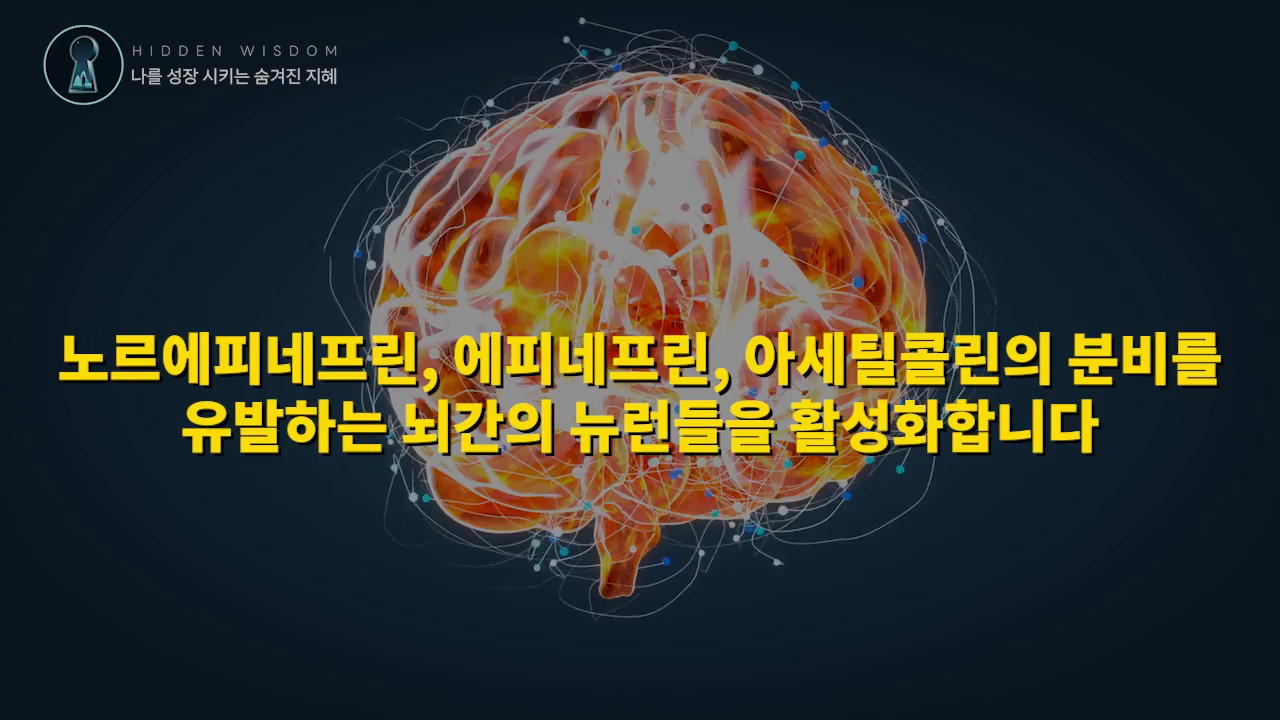 HIDDEN WISDOM
나를 성장 시키는 숨겨진 지혜
노르에피네프린, 에피네프린, 아세틸콜린의 분비를
유발하는 뇌간의 뉴런들을 활성화합니다